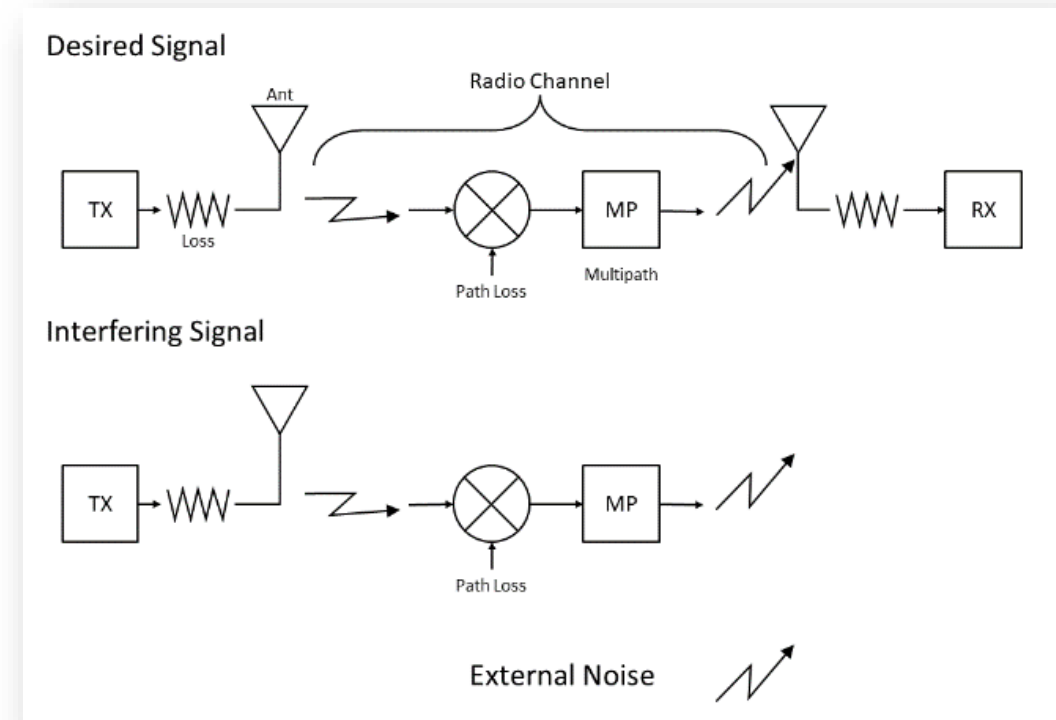 Desired Signal
Radio Channel
Ant
TX
Loss
Path Loss
MP
Multipath
RX
Interfering Signal
TX
Path Loss
MP
External Noise